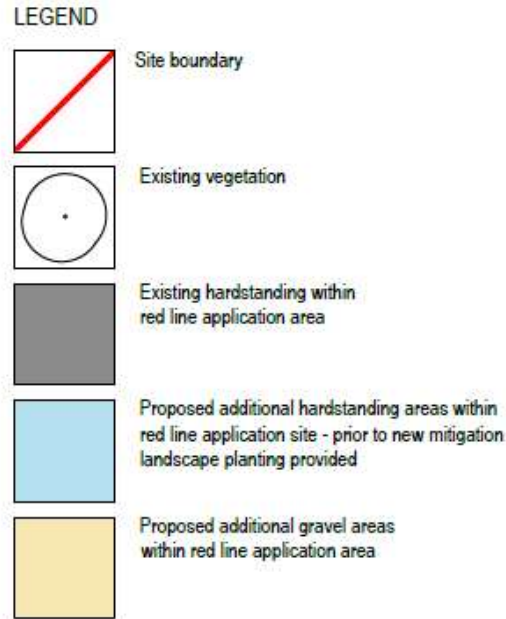 LEGEND
Site boundary
Existing vegetation
Existing hardstanding within
red line application area
Proposed additional hardstanding areas within
red line application site - prior to new mitigation
landscape planting provided
Proposed additional gravel areas
within red line application area